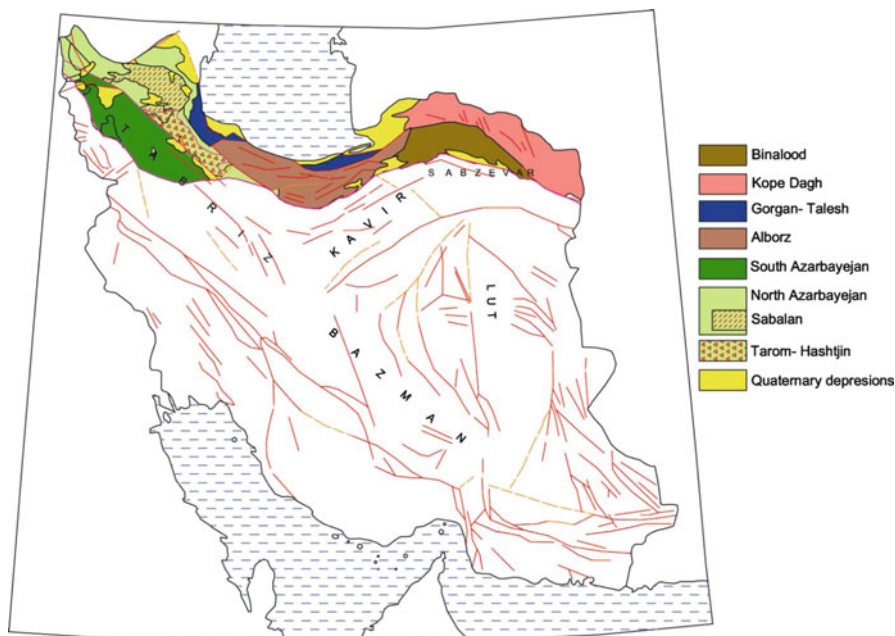 TABRIZ
SABZEVAR
KAVIR
LUT
BAZMAN
Binalood
Kope Dagh
Gorgan- Talesh
Alborz
South Azarbayejan
North Azarbayejan
Sabalan
Tarom- Hashtjin
Quaternary depresions